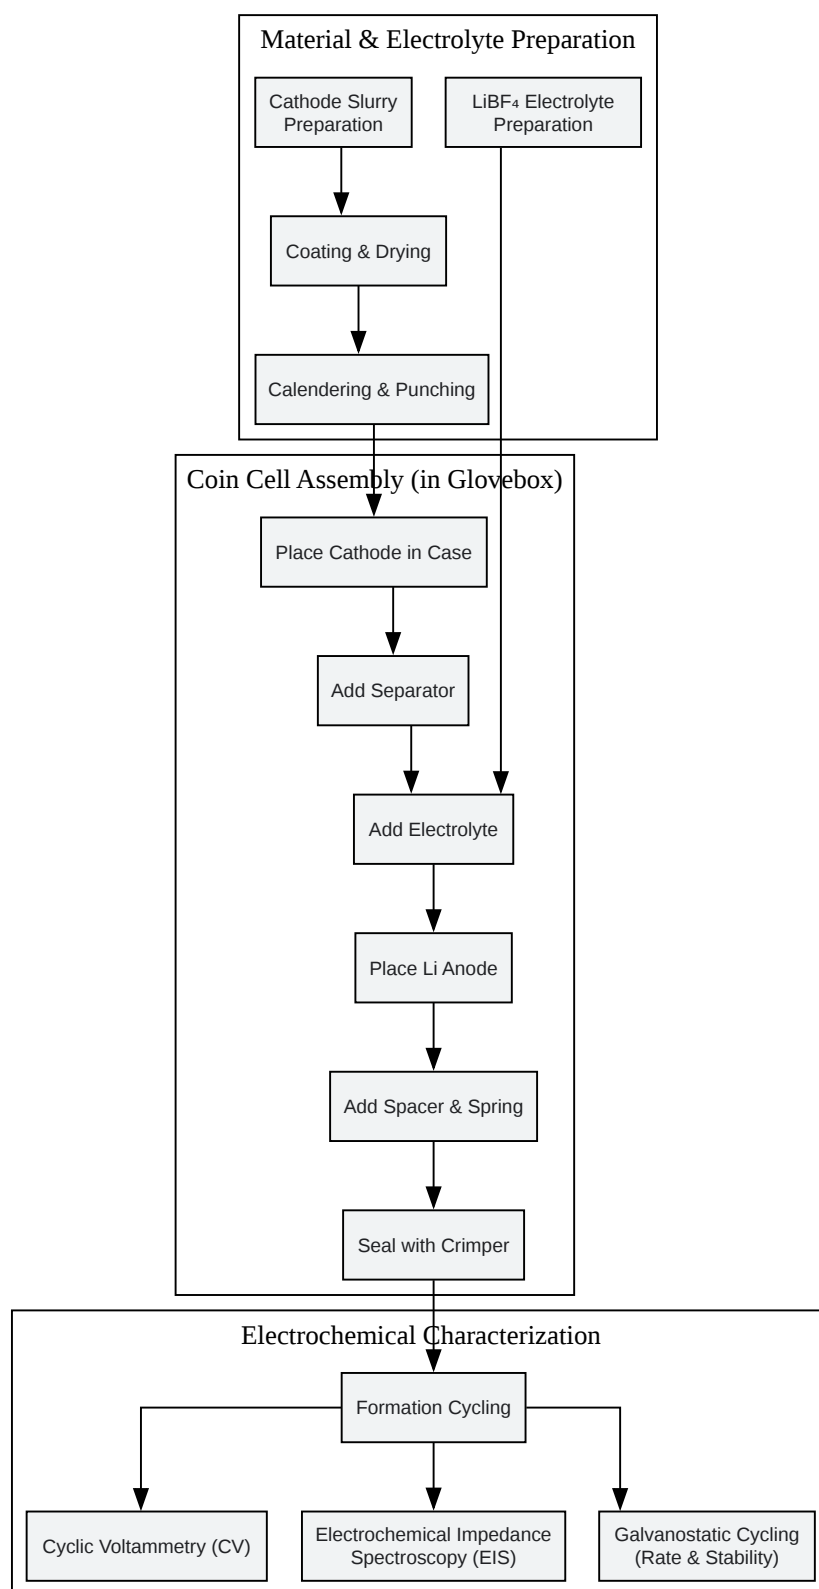 Material & Electrolyte Preparation
Cathode Slurry
Preparation
LiBF₄ Electrolyte
Preparation
Coating & Drying
Calendering & Punching
Coin Cell Assembly (in Glovebox)
Place Cathode in Case
Add Separator
Add Electrolyte
Place Li Anode
Add Spacer & Spring
Seal with Crimper
Electrochemical Characterization
Formation Cycling
Cyclic Voltammetry (CV)
Electrochemical Impedance
Spectroscopy (EIS)
Galvanostatic Cycling
(Rate & Stability)